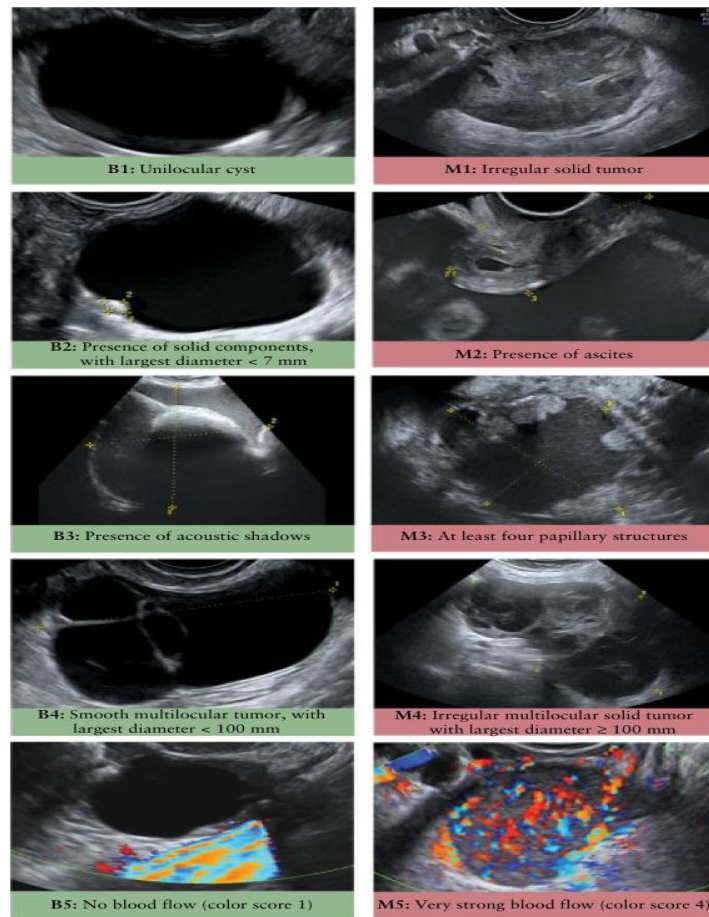 B1: Unilocular cyst
M1: Irregular solid tumor
B2: Presence of solid components,
with largest diameter < 7 mm
M2: Presence of ascites
B3: Presence of acoustic shadows
M3: At least four papillary structures
B4: Smooth multilocular tumor, with
largest diameter < 100 mm
M4: Irregular multilocular solid tumor
with largest diameter ≥ 100 mm
B5: No blood flow (color score 1)
M5: Very strong blood flow (color score 4)